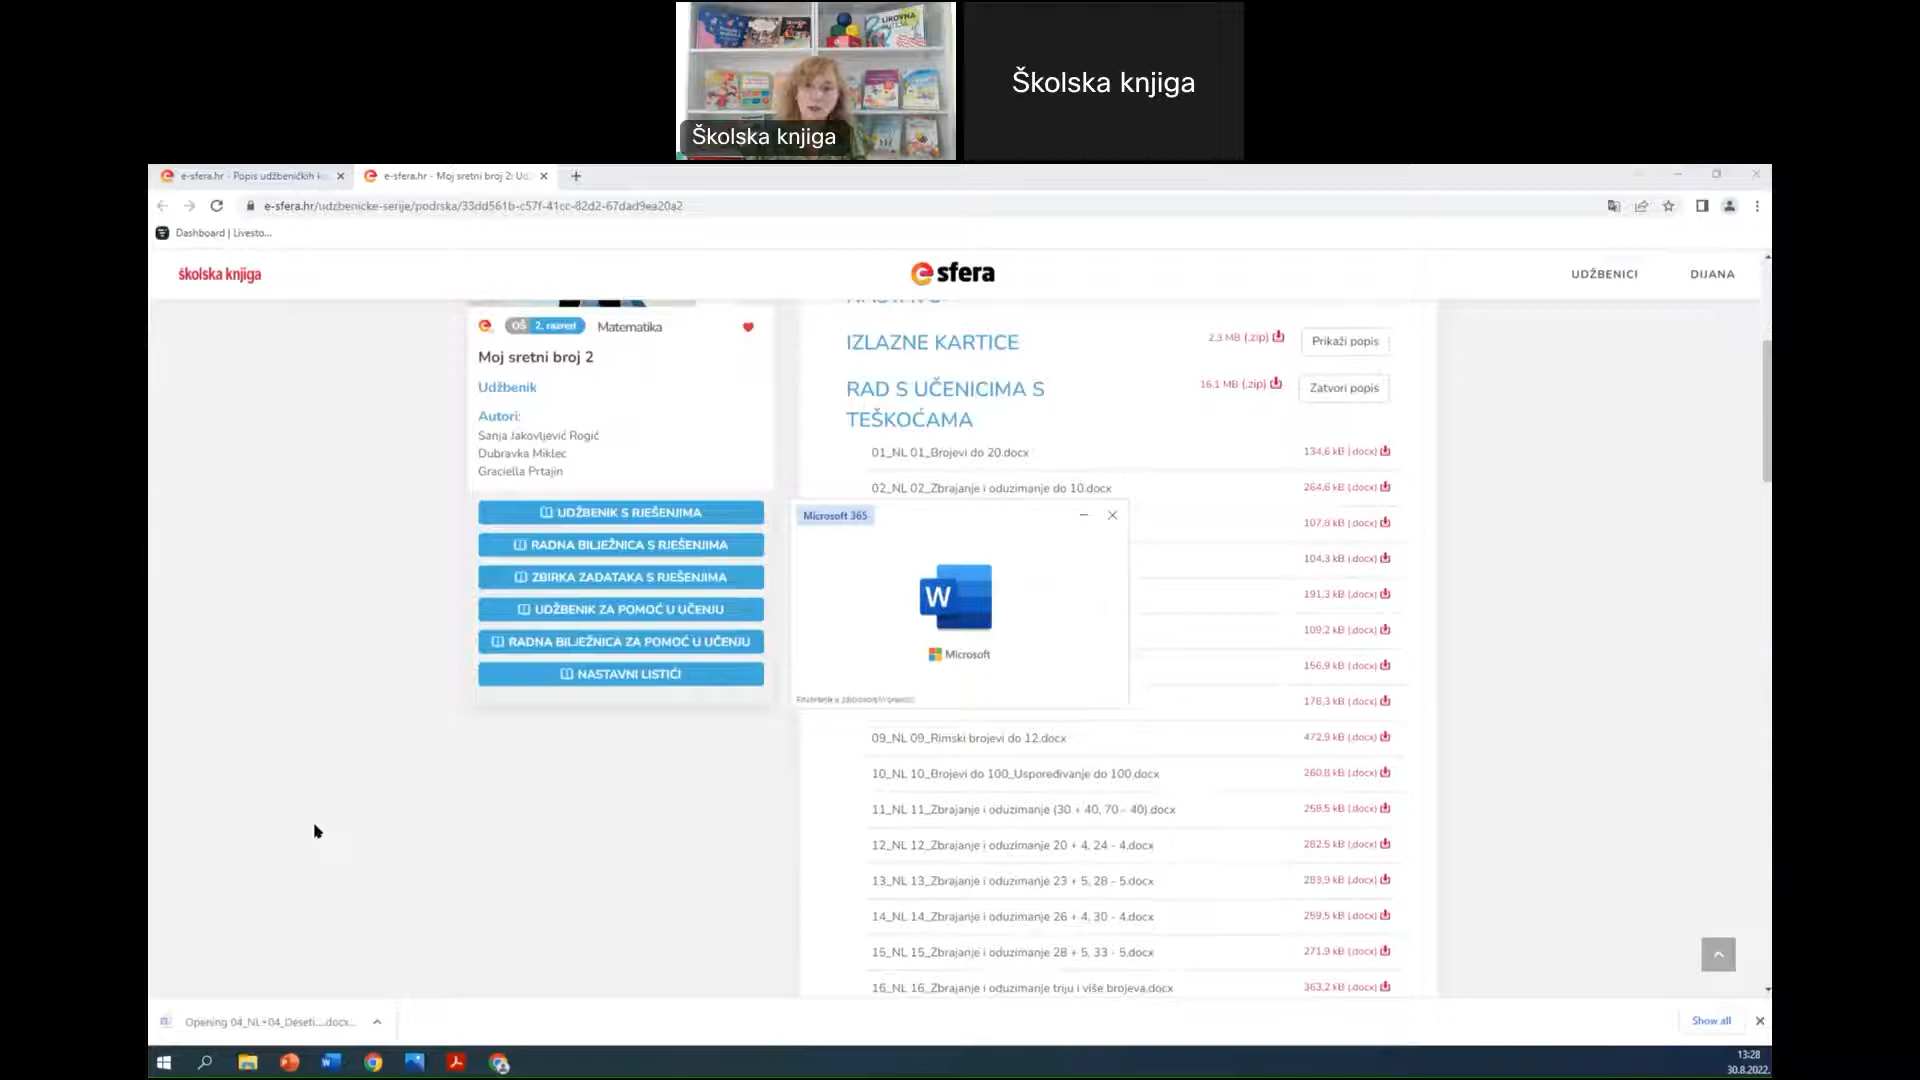 LIKOVNA
Školska knjiga
Školska knjiga
e-sfera.hr - Popis udžbeničkih k
e-sfera.hr - Moj sretni broj 2: Ud
e-sfera.hr/udzbenicke-serije/podrska/33dd561b-c57f-41cc-82d2-67dad9ea20a2
Dashboard | Livesto...
školska knjiga
e sfera
UDŽBENICI
DIJANA
OŠ 2. razred Matematika
Moj sretni broj 2
Udžbenik
Autori:
Sanja Jakovljević Rogić
Dubravka Miklec
Graciella Prtajin
UDŽBENIK S RJEŠENJIMA
RADNA BILJEŽNICA S RJEŠENJIMA
ZBIRKA ZADATAKA S RJEŠENJIMA
UDŽBENIK ZA POMOĆ U UČENJU
RADNA BILJEŽNICA ZA POMOĆ U UČENJU
NASTAVNI LISTIĆI
IZLAZNE KARTICE 2,3 MB (.zip) Prikaži popis
RAD S UČENICIMA S 16,1 MB (.zip) Zatvori popis
TEŠKOĆAMA
01_NL 01_Brojevi do 20.docx 134,6 kB (.docx)
02_NL 02_Zbrajanje i oduzimanje do 10.docx 264,6 kB (.docx)
107,8 kB (.docx)
104,3 kB (.docx)
191,3 kB (.docx)
109,2 kB (.docx)
156,9 kB (.docx)
178,3 kB (.docx)
Microsoft 365
W
Microsoft
09_NL 09_Rimski brojevi do 12.docx 472,9 kB (.docx)
10_NL 10_Brojevi do 100_Uspoređivanje do 100.docx 260,8 kB (.docx)
11_NL 11_Zbrajanje i oduzimanje (30 + 40, 70 - 40).docx 259,5 kB (.docx)
12_NL 12_Zbrajanje i oduzimanje 20 + 4, 24 - 4.docx 282,5 kB (.docx)
13_NL 13_Zbrajanje i oduzimanje 23 + 5, 28 - 5.docx 283,9 kB (.docx)
14_NL 14_Zbrajanje i oduzimanje 26 + 4, 30 - 4.docx 259,5 kB (.docx)
15_NL 15_Zbrajanje i oduzimanje 28 + 5, 33 - 5.docx 271,9 kB (.docx)
16_NL 16_Zbrajanje i oduzimanje triju i više brojeva.docx 363,2 kB (.docx)
Opening 04_NL+04_Deseti....docx...
Show all
13:28
30.8.2022.